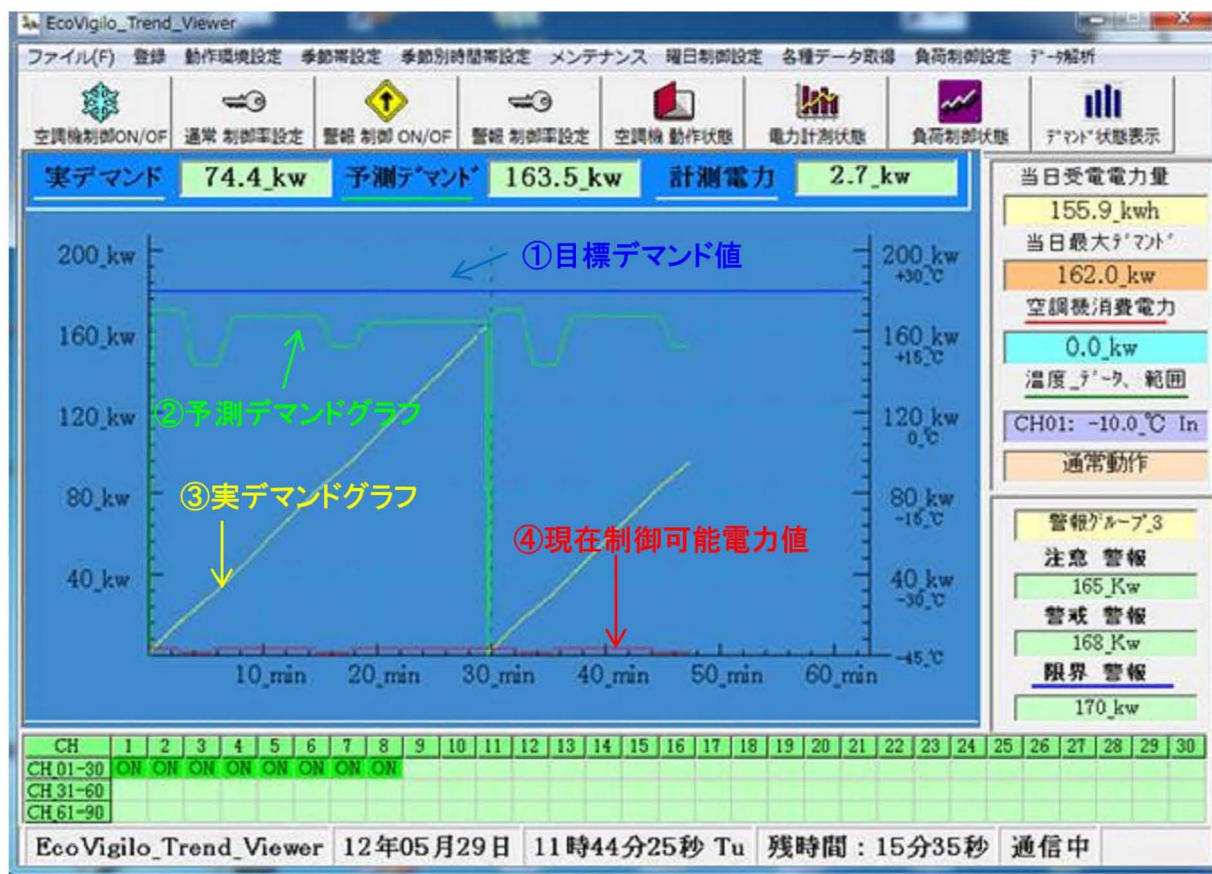 EcoVigilo_Trend_Viewer
ファイル(F) 登録 動作環境設定 季節帯設定 季節別時間帯設定 メンテナンス 曜日制御設定 各種データ取得 負荷制御設定 ﾃﾞｰﾀ解析
空調機制御ON/OF 通常 制御率設定 警報 制御 ON/OF 警報 制御率設定 空調機 動作状態 電力計測状態 負荷制御状態 ﾃﾞﾏﾝﾄﾞ状態表示
実デマンド 74.4_kw 予測ﾃﾞﾏﾝﾄﾞ 163.5_kw 計測電力 2.7_kw
当日受電電力量
155.9_kwh
当日最大ﾃﾞﾏﾝﾄﾞ
162.0_kw
空調機消費電力
0.0_kw
温度_ﾃﾞｰﾀ、範囲
CH01: -10.0_℃ In
通常動作
警報ｸﾞﾙｰﾌﾟ_3
注意 警報
165_Kw
警戒 警報
168_Kw
限界 警報
170_kw
①目標デマンド値
200_kw 200_kw
+30_℃
160_kw 160_kw
+15_℃
②予測デマンドグラフ
120_kw 120_kw
0_℃
③実デマンドグラフ
80_kw 80_kw
-15_℃
④現在制御可能電力値
40_kw 40_kw
-30_℃
-45_℃
10_min 20_min 30_min 40_min 50_min 60_min
CH 1 2 3 4 5 6 7 8 9 10 11 12 13 14 15 16 17 18 19 20 21 22 23 24 25 26 27 28 29 30
CH_01-30 ON ON ON ON ON ON ON ON
CH_31-60
CH_61-90
EcoVigilo_Trend_Viewer 12年05月29日 11時44分25秒 Tu 残時間：15分35秒 通信中